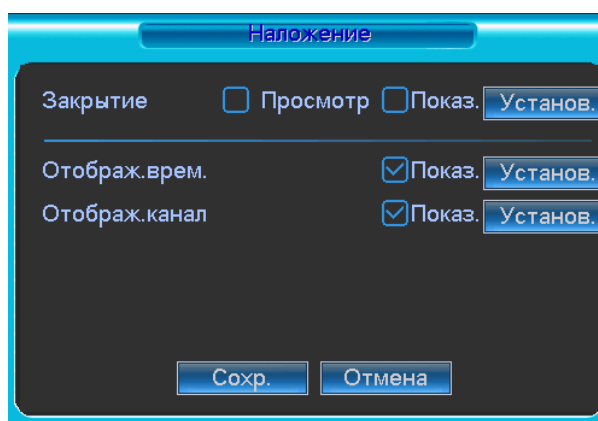 Наложение
Закрытие Просмотр Показ. Установ.
Отображ.врем. Показ. Установ.
Отображ.канал Показ. Установ.
Сохр. Отмена